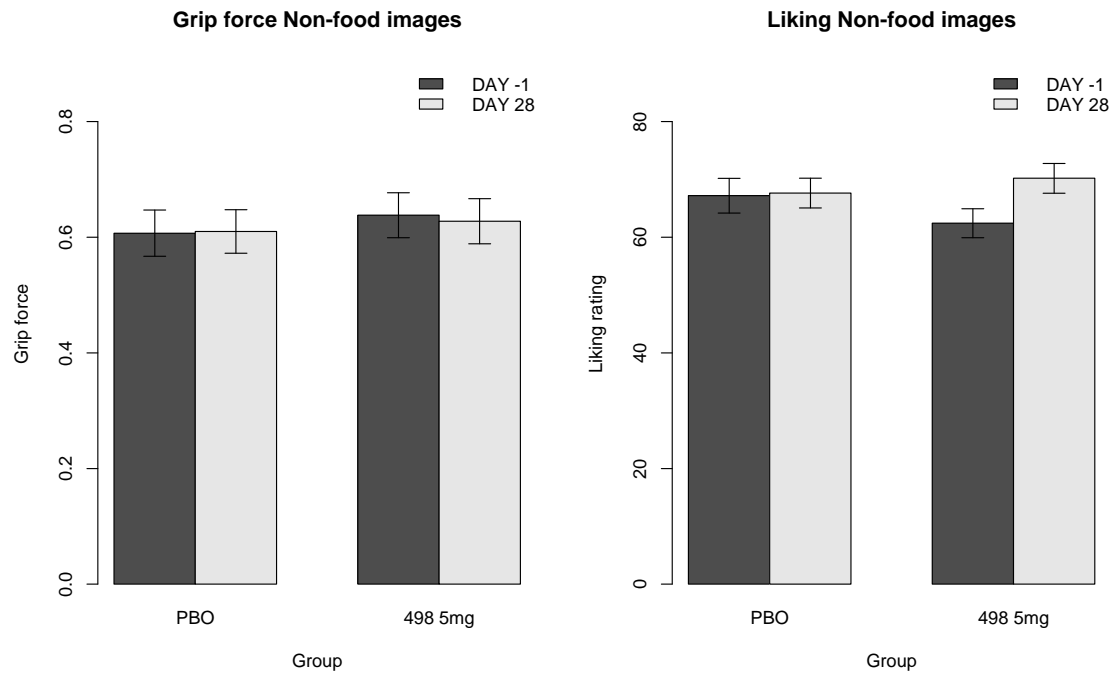 Grip force Non-food images
DAY -1
DAY 28
Grip force
0.8
0.6
0.4
0.2
0.0
PBO
498 5mg
Group
Liking Non-food images
DAY -1
DAY 28
Liking rating
80
60
40
20
0
PBO
498 5mg
Group